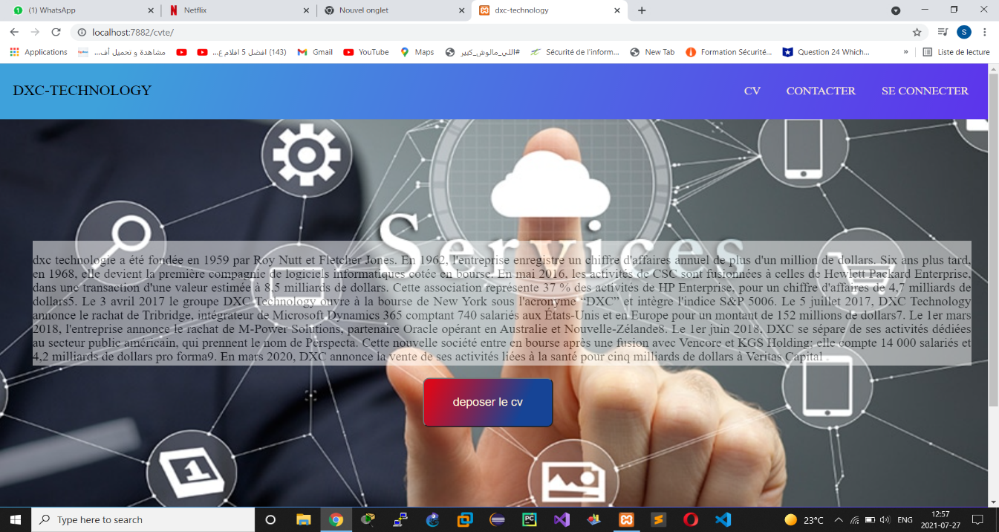 (1) WhatsApp
Netflix
Nouvel onglet
dxc-technology
localhost:7882/cvte/
S
Applications
مشاهدة و تحميل أف...
(143) افضل 5 افلام ع...
Gmail
YouTube
Maps
#اللي_مالوش_كبير
Sécurité de l'inform...
New Tab
Formation Sécurité...
Question 24 Which...
»
Liste de lecture
DXC-TECHNOLOGY
CV
CONTACTER
SE CONNECTER
Services
dxc technologie a été fondée en 1959 par Roy Nutt et Fletcher Jones. En 1962, l'entreprise enregistre un chiffre d'affaires annuel de plus d'un million de dollars. Six ans plus tard,
en 1968, elle devient la première compagnie de logiciels informatiques cotée en bourse. En mai 2016, les activités de CSC sont fusionnées à celles de Hewlett Packard Enterprise,
dans une transaction d'une valeur estimée à 8,5 milliards de dollars. Cette association représente 37 % des activités de HP Enterprise, pour un chiffre d'affaires de 4,7 milliards de
dollars5. Le 3 avril 2017 le groupe DXC Technology ouvre à la bourse de New York sous l'acronyme “DXC” et intègre l'indice S&P 5006. Le 5 juillet 2017, DXC Technology
annonce le rachat de Tribridge, intégrateur de Microsoft Dynamics 365 comptant 740 salariés aux États-Unis et en Europe pour un montant de 152 millions de dollars7. Le 1er mars
2018, l'entreprise annonce le rachat de M-Power Solutions, partenaire Oracle opérant en Australie et Nouvelle-Zélande8. Le 1er juin 2018, DXC se sépare de ses activités dédiées
au secteur public américain, qui prennent le nom de Perspecta. Cette nouvelle société entre en bourse après une fusion avec Vencore et KGS Holding; elle compte 14 000 salariés et
4,2 milliards de dollars pro forma9. En mars 2020, DXC annonce la vente de ses activités liées à la santé pour cinq milliards de dollars à Veritas Capital .
deposer le cv
1
Type here to search
23°C
ENG
12:57
2021-07-27